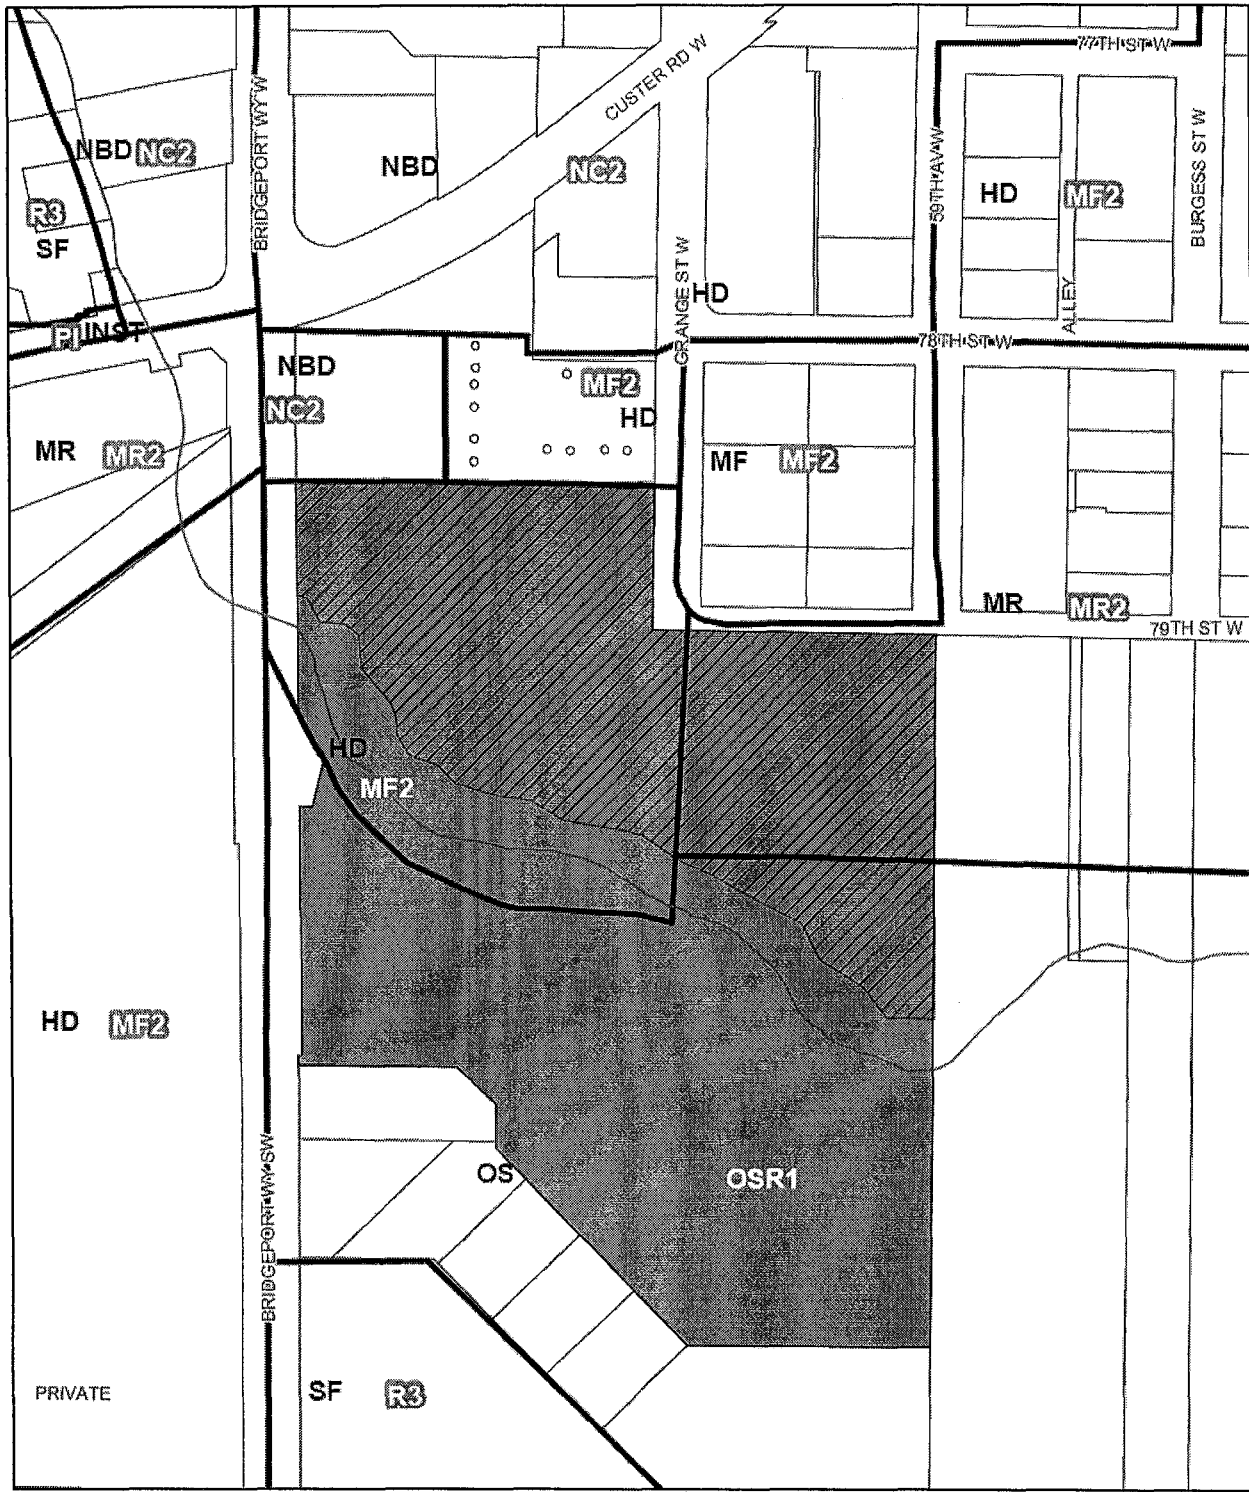 77TH ST W
CUSTER RD W
BRIDGEPORT WY W
NBD NC2
NBD
NC2
59TH AV W
HD MF2
BURGESS ST W
R3
SF
GRANGE ST W
HD
ALLEY
PI INST
78TH ST W
NBD
MF2
NC2
HD
MR MR2
MF MF2
MR MR2
79TH ST W
HD
MF2
HD MF2
OS
OSR1
BRIDGEPORT WY SW
PRIVATE
SF R3